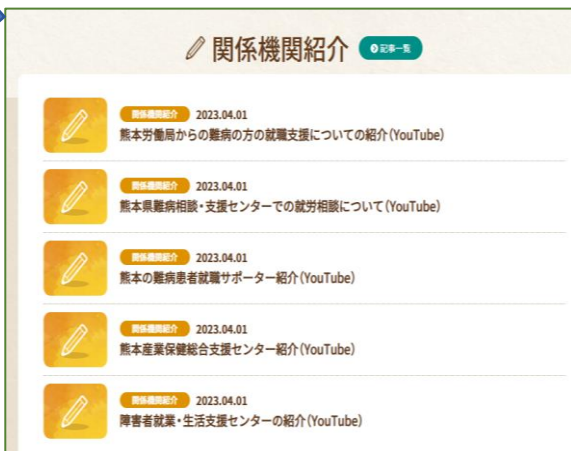 関係機関紹介 記事一覧
関係機関紹介 2023.04.01
熊本労働局からの難病の方の就職支援についての紹介(YouTube)
関係機関紹介 2023.04.01
熊本県難病相談・支援センターでの就労相談について(YouTube)
関係機関紹介 2023.04.01
熊本の難病患者就職サポーター紹介(YouTube)
関係機関紹介 2023.04.01
熊本産業保健総合支援センター紹介(YouTube)
関係機関紹介 2023.04.01
障害者就業・生活支援センターの紹介(YouTube)